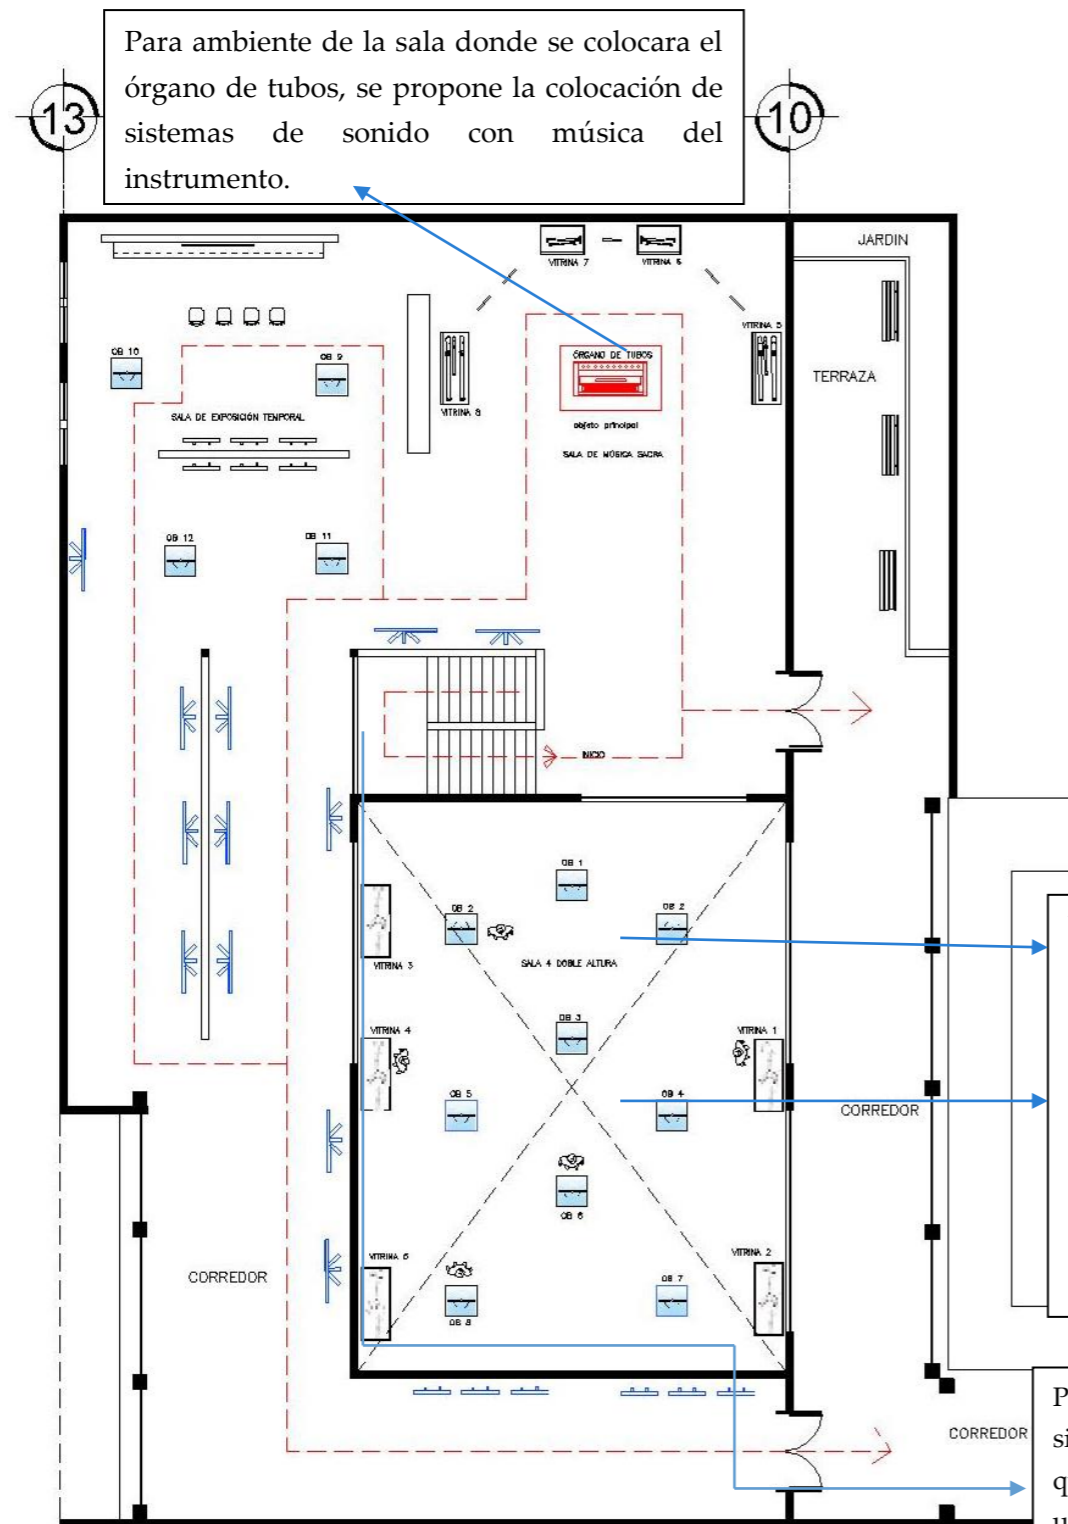 Para ambiente de la sala donde se colocara el
órgano de tubos, se propone la colocación de
sistemas de sonido con música del
instrumento.
13
10
JARDIN
VITRINA 7
VITRINA 6
VITRINA 5
ÓRGANO DE TUBOS
OB 10
OB 9
TERRAZA
VITRINA 8
SALA DE EXPOSICIÓN TEMPORAL
objeto principal
SALA DE MÚSICA SACRA
OB 12
OB 11
INICIO
OB 1
OB 2
OB 2
SALA 4 DOBLE ALTURA
VITRINA 3
OB 3
VITRINA 4
VITRINA 1
OB 5
OB 4
CORREDOR
OB 6
VITRINA 6
VITRINA 2
CORREDOR
OB 7
OB 8
CORREDOR
P
si
q
u